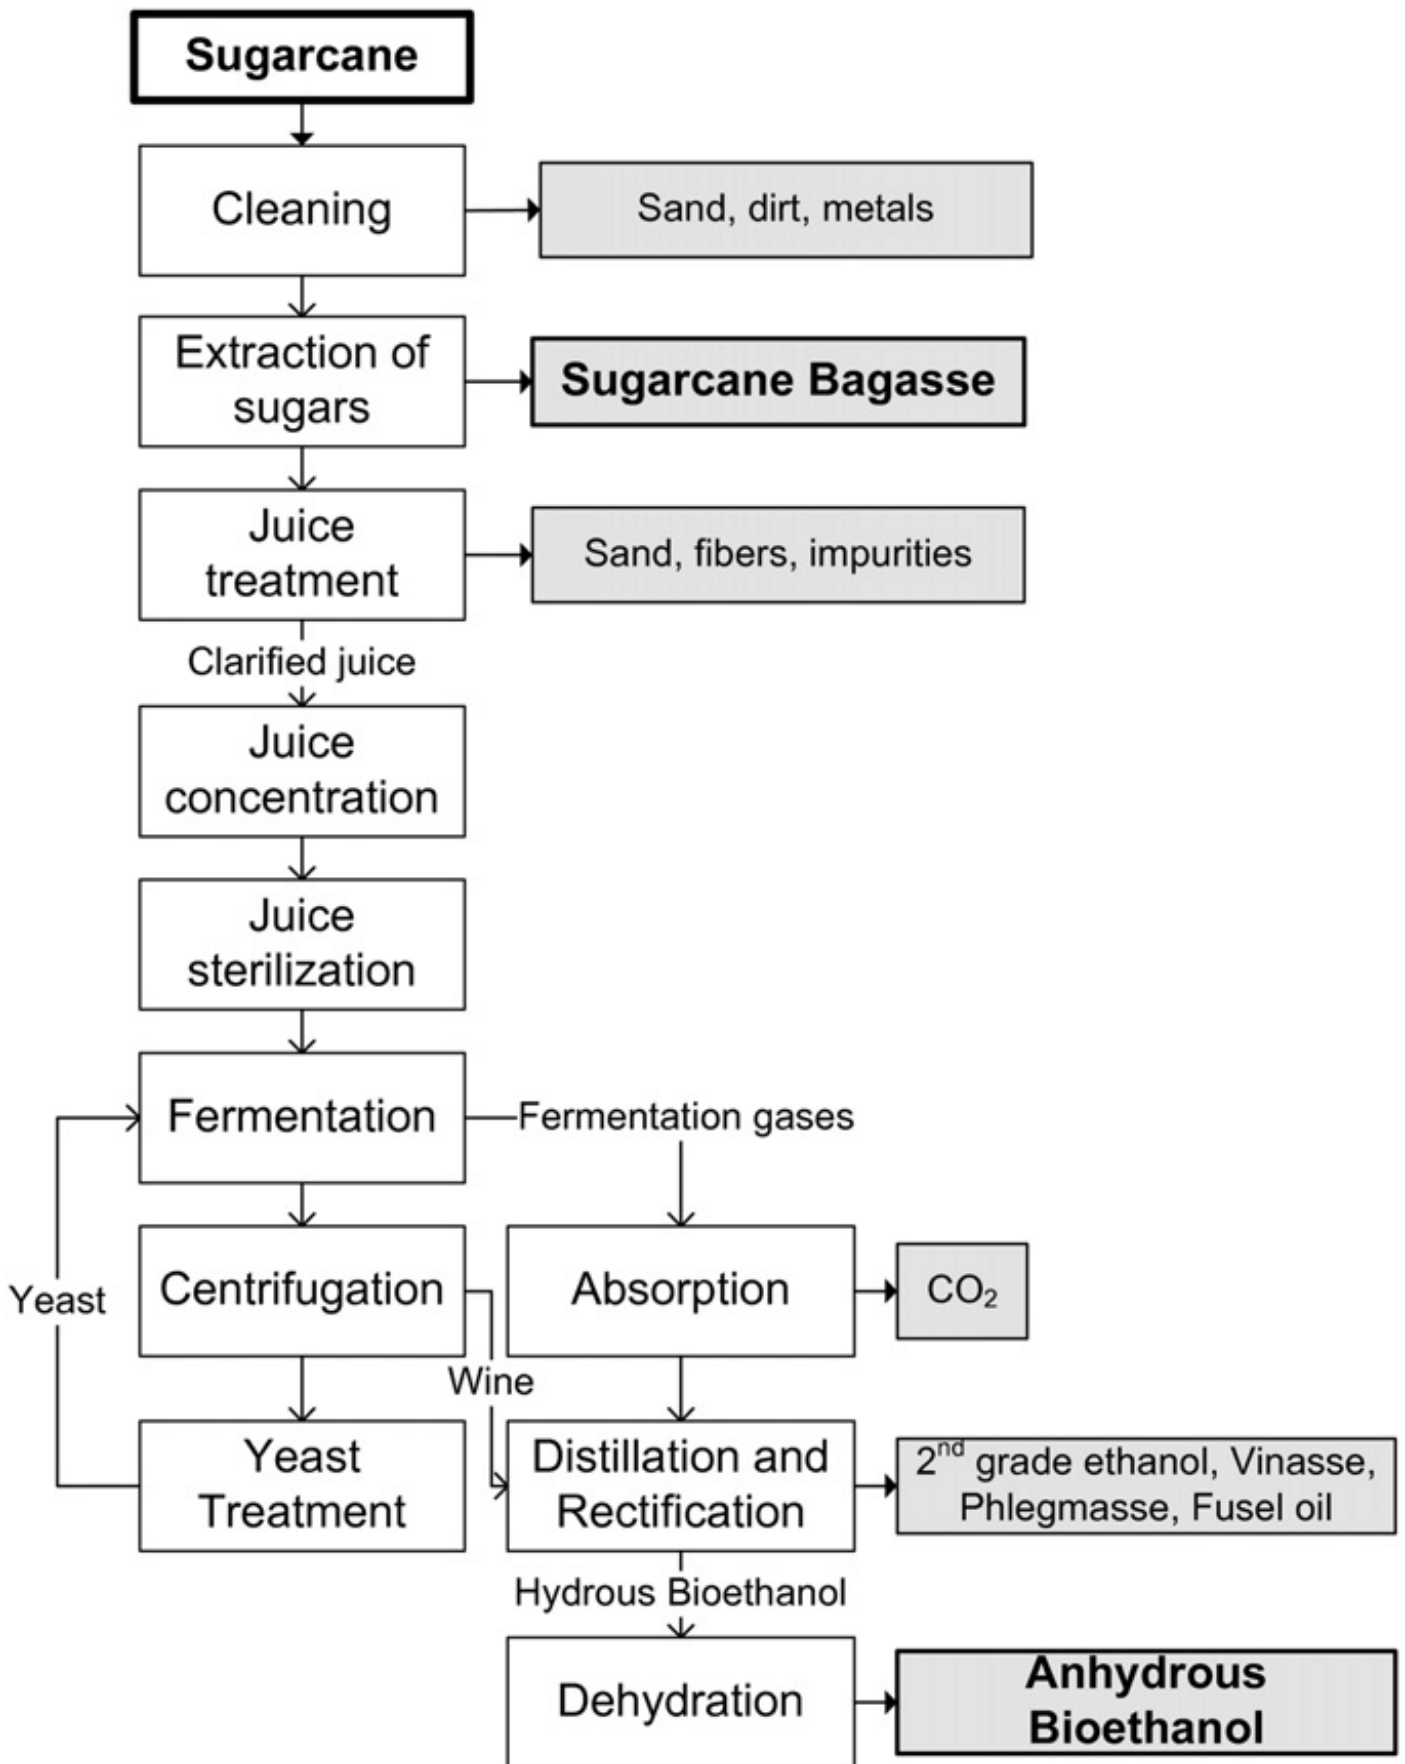 Sugarcane
Cleaning
Sand, dirt, metals
Extraction of
sugars
Sugarcane Bagasse
Juice
treatment
Sand, fibers, impurities
Clarified juice
Juice
concentration
Juice
sterilization
Fermentation
Fermentation gases
Centrifugation
Absorption
CO₂
Yeast
Wine
Yeast
Treatment
Distillation and
Rectification
2nd grade ethanol, Vinasse,
Phlegmasse, Fusel oil
Hydrous Bioethanol
Dehydration
Anhydrous
Bioethanol